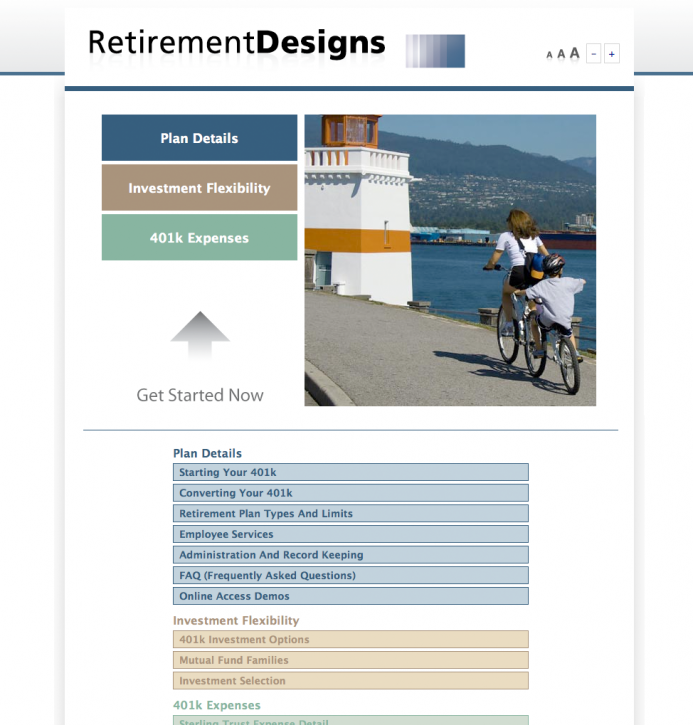 RetirementDesigns
A A A - +
Plan Details
Investment Flexibility
401k Expenses
Get Started Now
Plan Details
Starting Your 401k
Converting Your 401k
Retirement Plan Types And Limits
Employee Services
Administration And Record Keeping
FAQ (Frequently Asked Questions)
Online Access Demos
Investment Flexibility
401k Investment Options
Mutual Fund Families
Investment Selection
401k Expenses
Sterling Trust Expense Detail